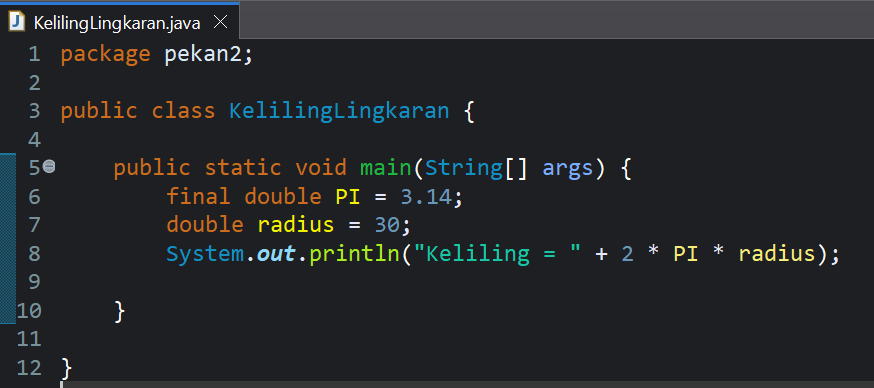 KelilingLingkaran.java
1 package pekan2;
2
3 public class KelilingLingkaran {
4
5     public static void main(String[] args) {
6         final double PI = 3.14;
7         double radius = 30;
8         System.out.println("Keliling = " + 2 * PI * radius);
9
10     }
11
12 }